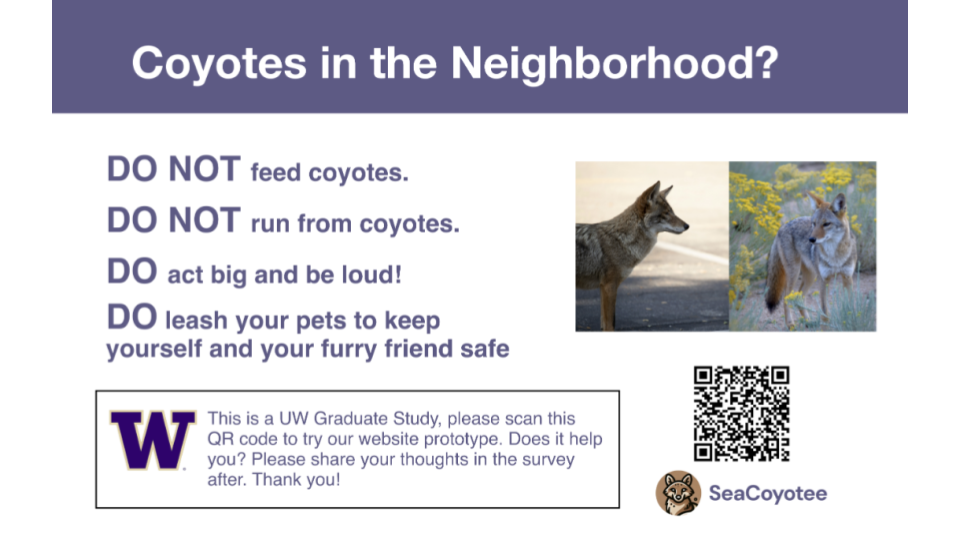 Coyotes in the Neighborhood?
DO NOT feed coyotes.
DO NOT run from coyotes.
DO act big and be loud!
DO leash your pets to keep
yourself and your furry friend safe
W
This is a UW Graduate Study, please scan this
QR code to try our website prototype. Does it help
you? Please share your thoughts in the survey
after. Thank you!
SeaCoyotee